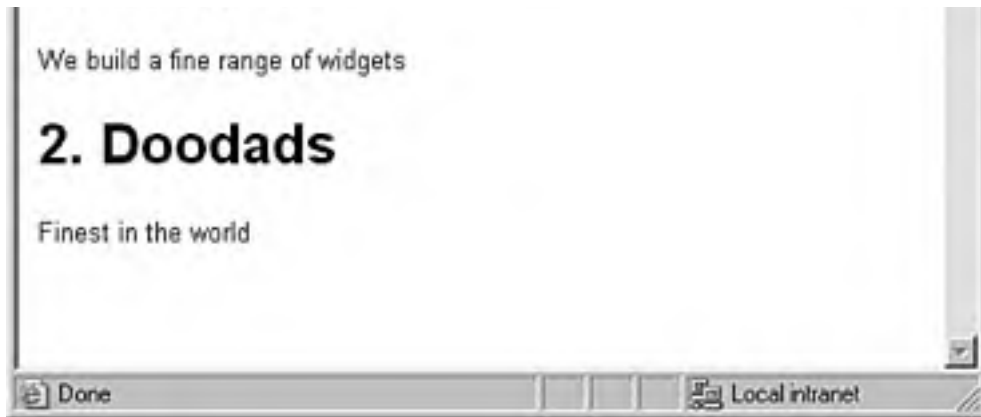 We build a fine range of widgets
2. Doodads
Finest in the world
Done
Local intranet